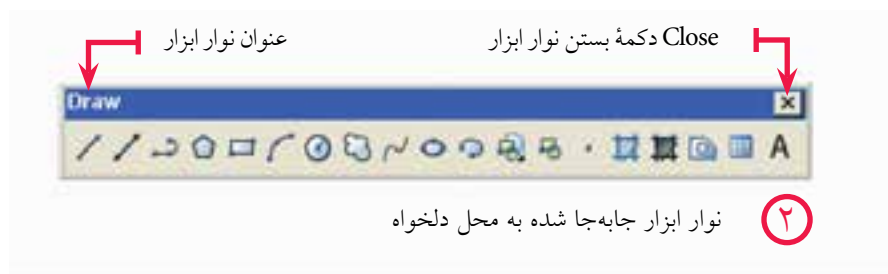 Close دکمهٔ بستن نوار ابزار
عنوان نوار ابزار
Draw
A
۲ نوار ابزار جابه‌جا شده به محل دلخواه